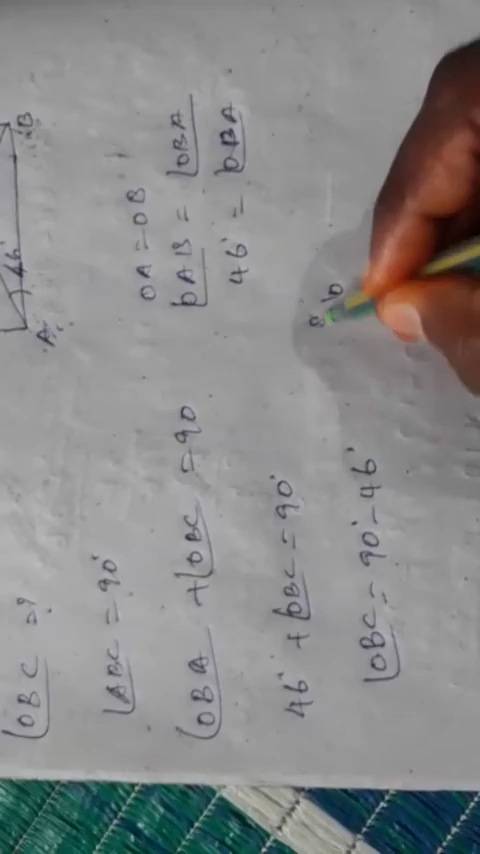 ∠OBC = ?
∠ABC = 90°
∠OBA + ∠OBC = 90
46° + ∠OBC = 90°
∠OBC = 90° - 46°
B
46°
A
OA = OB
∠OAB = ∠OBA
46° = ∠OBA